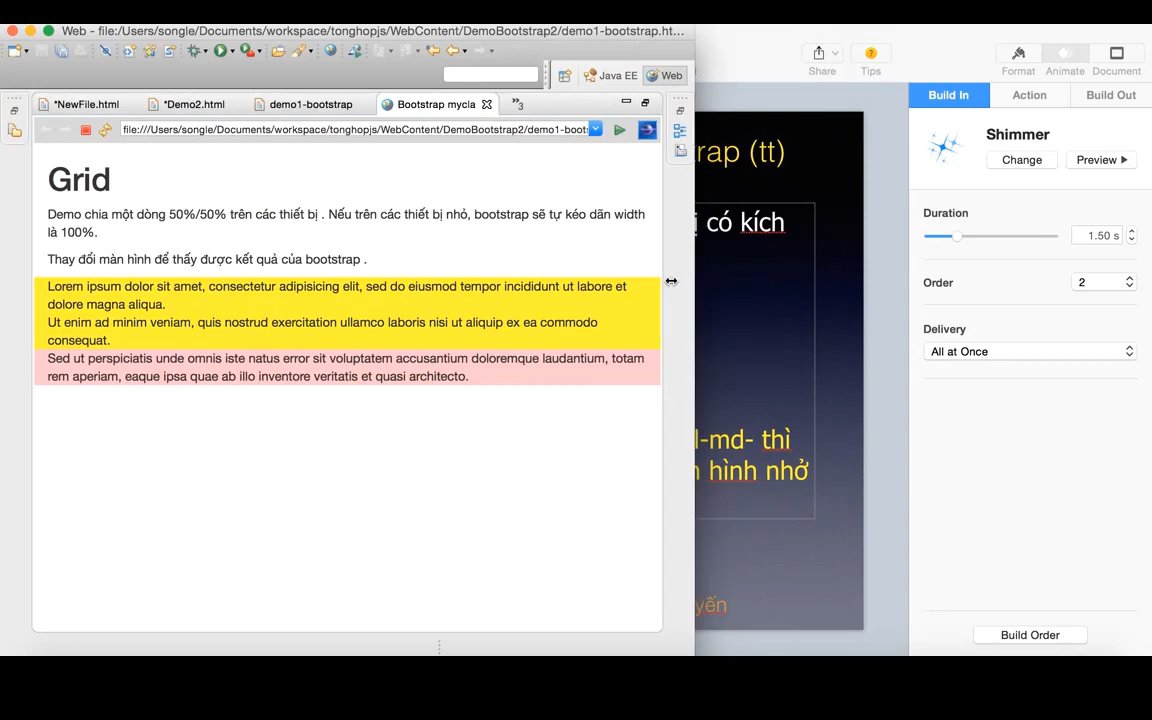 Web - file:/Users/songle/Documents/workspace/tonghopjs/WebContent/DemoBootstrap2/demo1-bootstrap.ht...
Java EE
Web
*NewFile.html
*Demo2.html
demo1-bootstrap
Bootstrap mycla
»3
file:///Users/songle/Documents/workspace/tonghopjs/WebContent/DemoBootstrap2/demo1-boots
Grid
Demo chia một dòng 50%/50% trên các thiết bị . Nếu trên các thiết bị nhỏ, bootstrap sẽ tự kéo dãn width
là 100%.
Thay đổi màn hình để thấy được kết quả của bootstrap .
Lorem ipsum dolor sit amet, consectetur adipisicing elit, sed do eiusmod tempor incididunt ut labore et
dolore magna aliqua.
Ut enim ad minim veniam, quis nostrud exercitation ullamco laboris nisi ut aliquip ex ea commodo
consequat.
Sed ut perspiciatis unde omnis iste natus error sit voluptatem accusantium doloremque laudantium, totam
rem aperiam, eaque ipsa quae ab illo inventore veritatis et quasi architecto.
rap (tt)
có kích
l-md- thì
hình nhở
yến
Share
Tips
Format
Animate
Document
Build In
Action
Build Out
Shimmer
Change
Preview
Duration
1.50 s
Order
2
Delivery
All at Once
Build Order